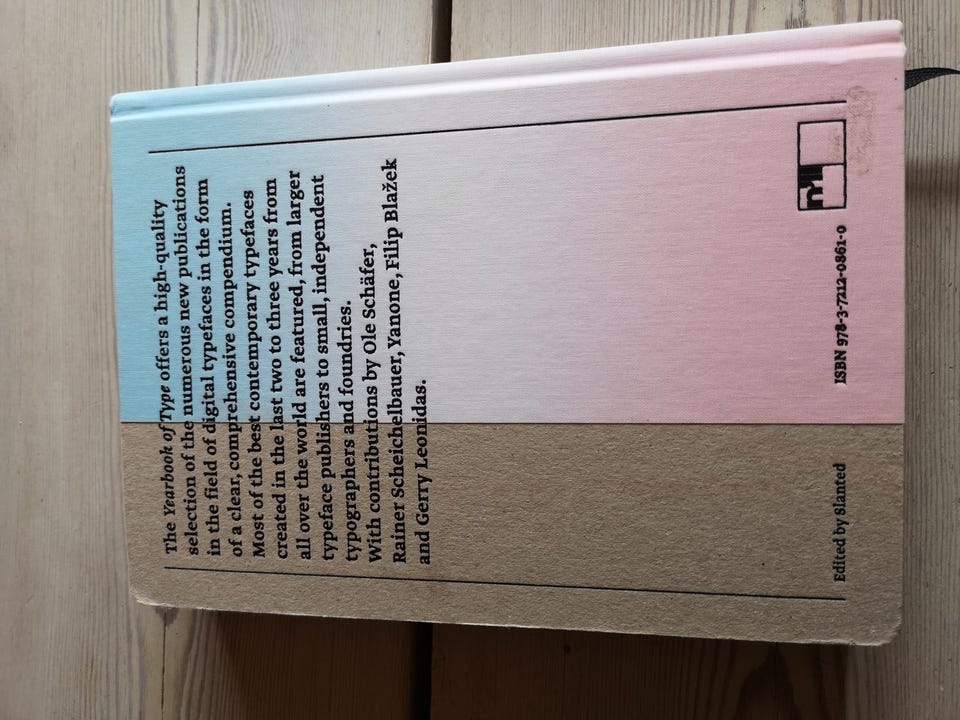 The Yearbook of Type offers a high-quality
selection of the numerous new publications
in the field of digital typefaces in the form
of a clear, comprehensive compendium.
Most of the best contemporary typefaces
created in the last two to three years from
all over the world are featured, from larger
typeface publishers to small, independent
typographers and foundries.
With contributions by Ole Schäfer,
Rainer Scheichelbauer, Yanone, Filip Blažek
and Gerry Leonidas.
Edited by Slanted
ISBN 978-3-7212-0861-0